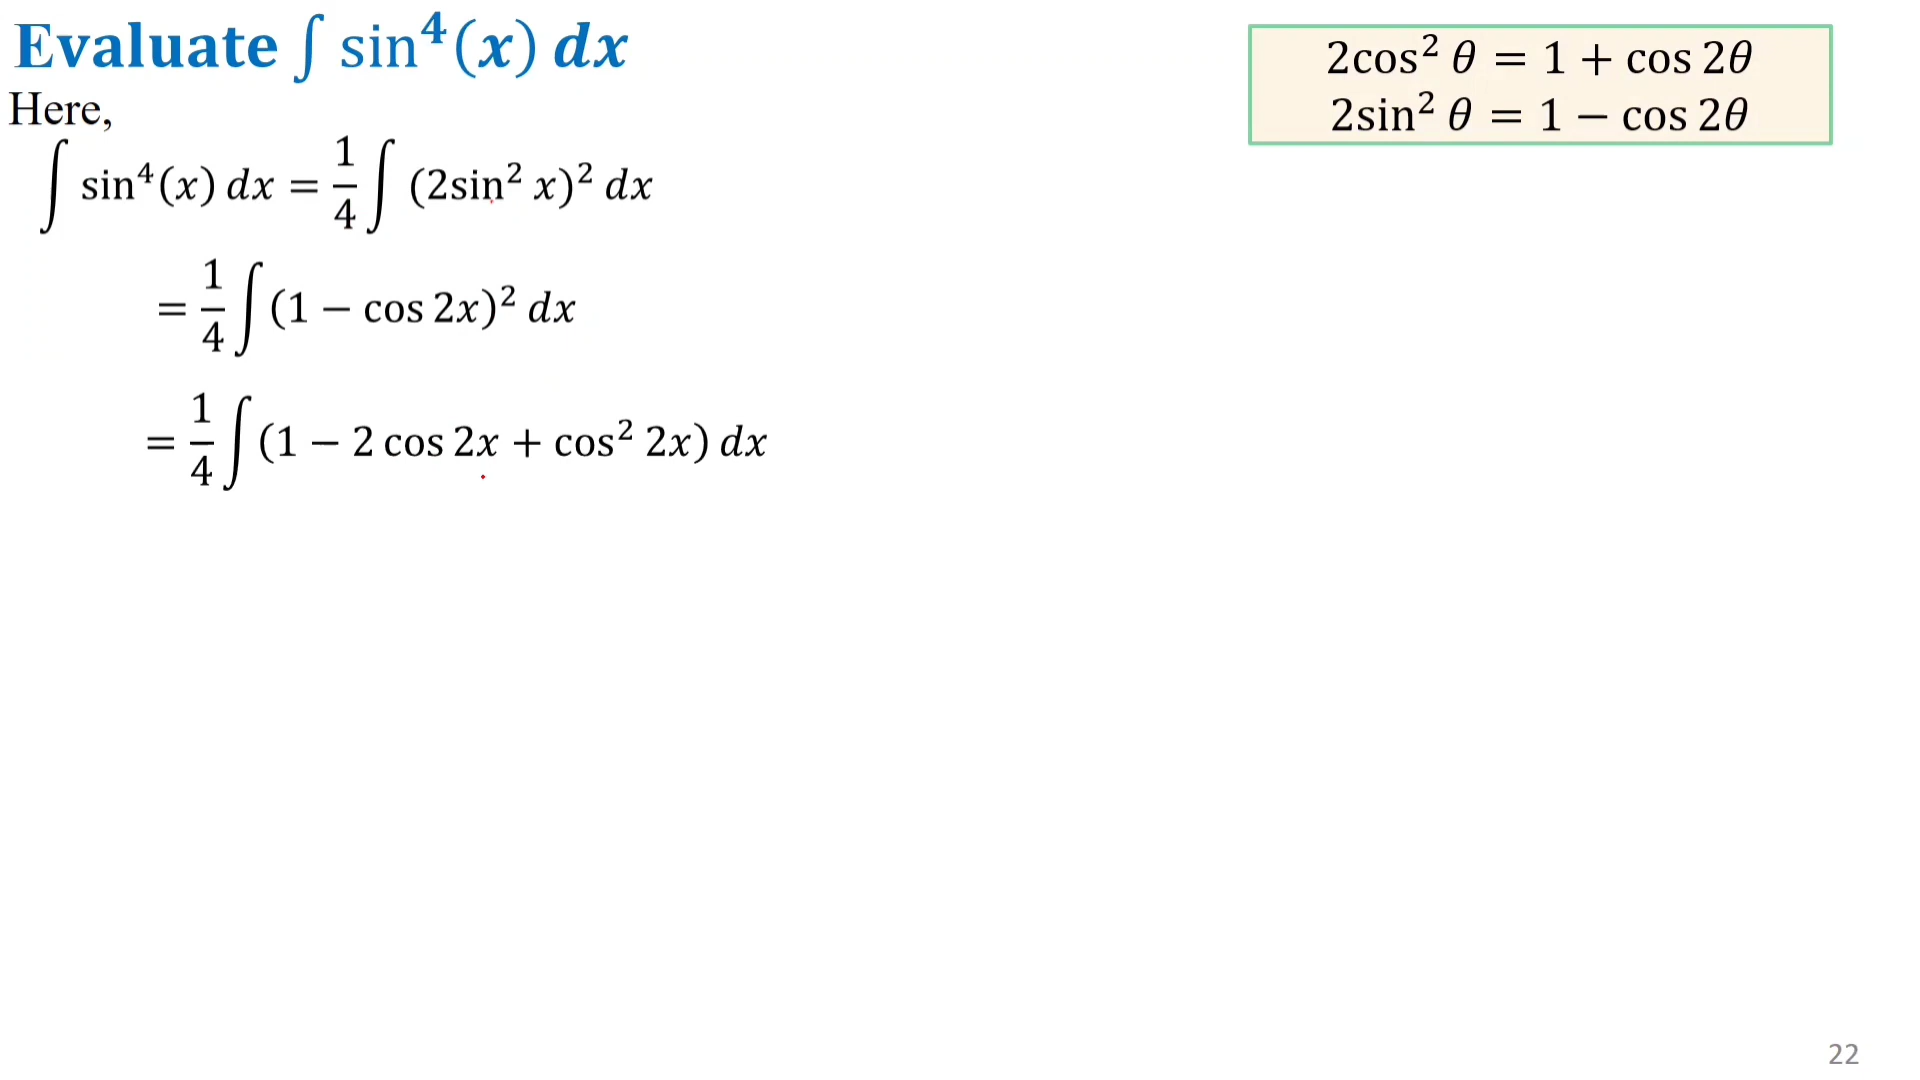 Evaluate ∫ sin⁴(x) dx
2cos² θ = 1 + cos 2θ
2sin² θ = 1 − cos 2θ
Here,
∫ sin⁴(x) dx = 1/4 ∫ (2sin² x)² dx
= 1/4 ∫ (1 − cos 2x)² dx
= 1/4 ∫ (1 − 2 cos 2x + cos² 2x) dx
22